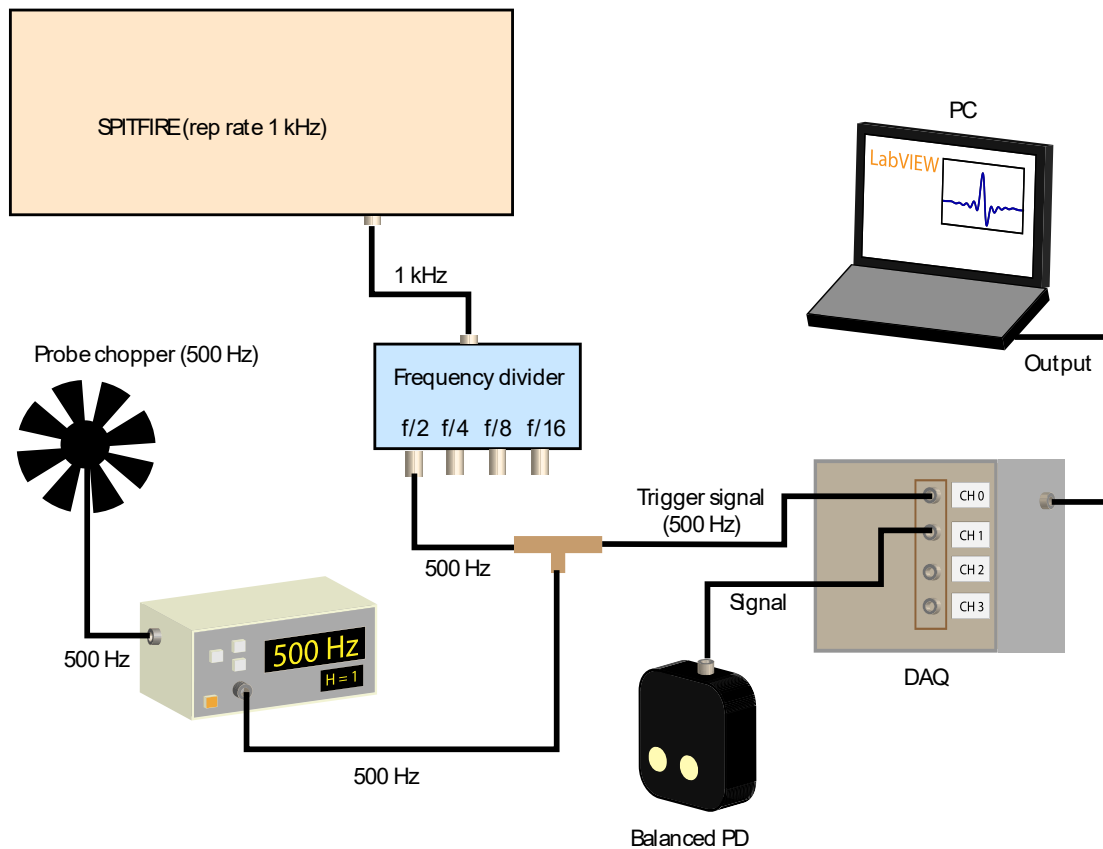 SPITFIRE (rep rate 1 kHz)
PC
LabVIEW
1 kHz
Output
Probe chopper (500 Hz)
Frequency divider
f/2 f/4 f/8 f/16
Trigger signal
(500 Hz)
CH 0
CH 1
CH 2
CH 3
500 Hz
Signal
500 Hz
500 Hz
H = 1
DAQ
500 Hz
Balanced PD